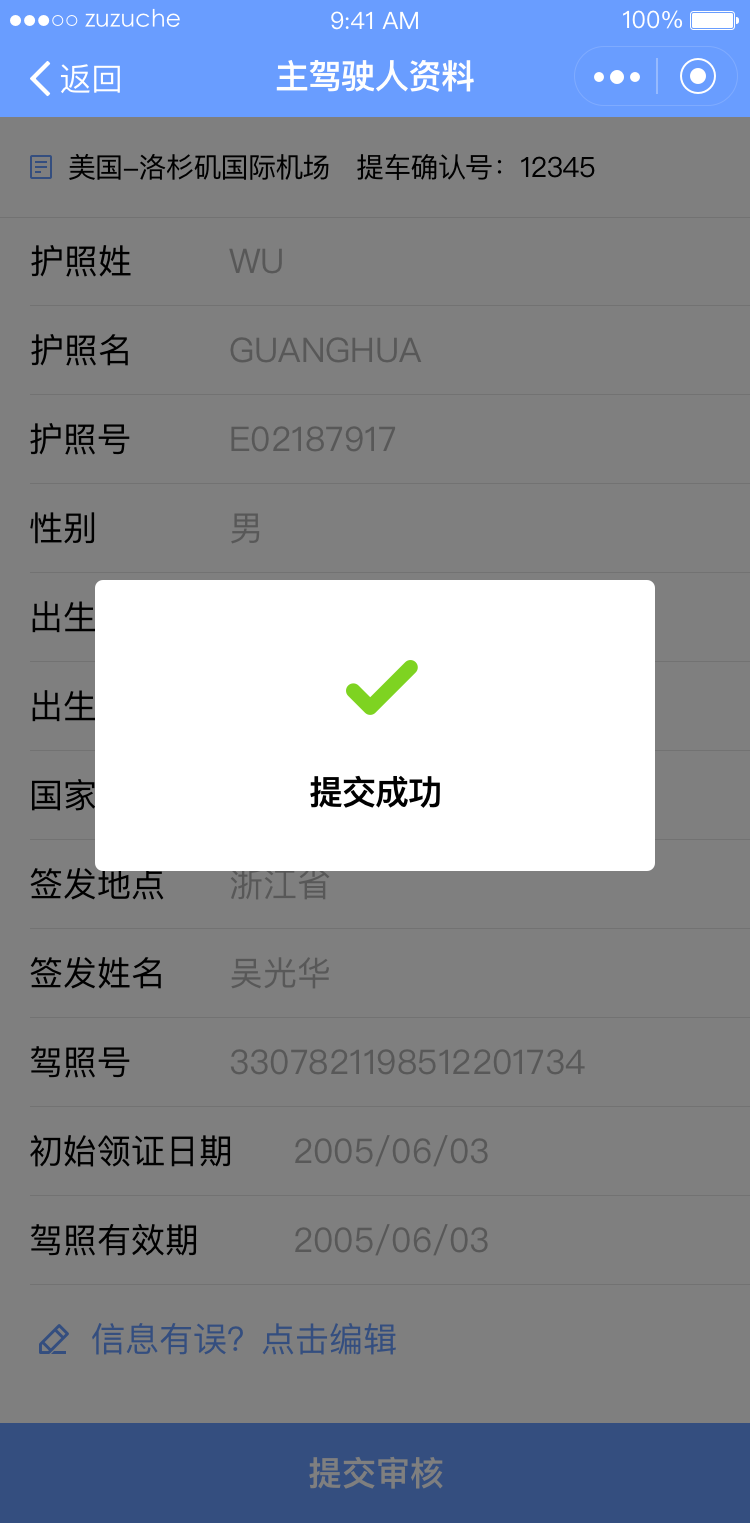 zuzuche 9:41 AM 100%
返回 主驾驶人资料
美国–洛杉矶国际机场 提车确认号：12345
护照姓 WU
护照名 GUANGHUA
护照号 E02187917
性别 男
出生
出生
国家
提交成功
签发地点 浙江省
签发姓名 吴光华
驾照号 3307821198512201734
初始领证日期 2005/06/03
驾照有效期 2005/06/03
信息有误？点击编辑
提交审核